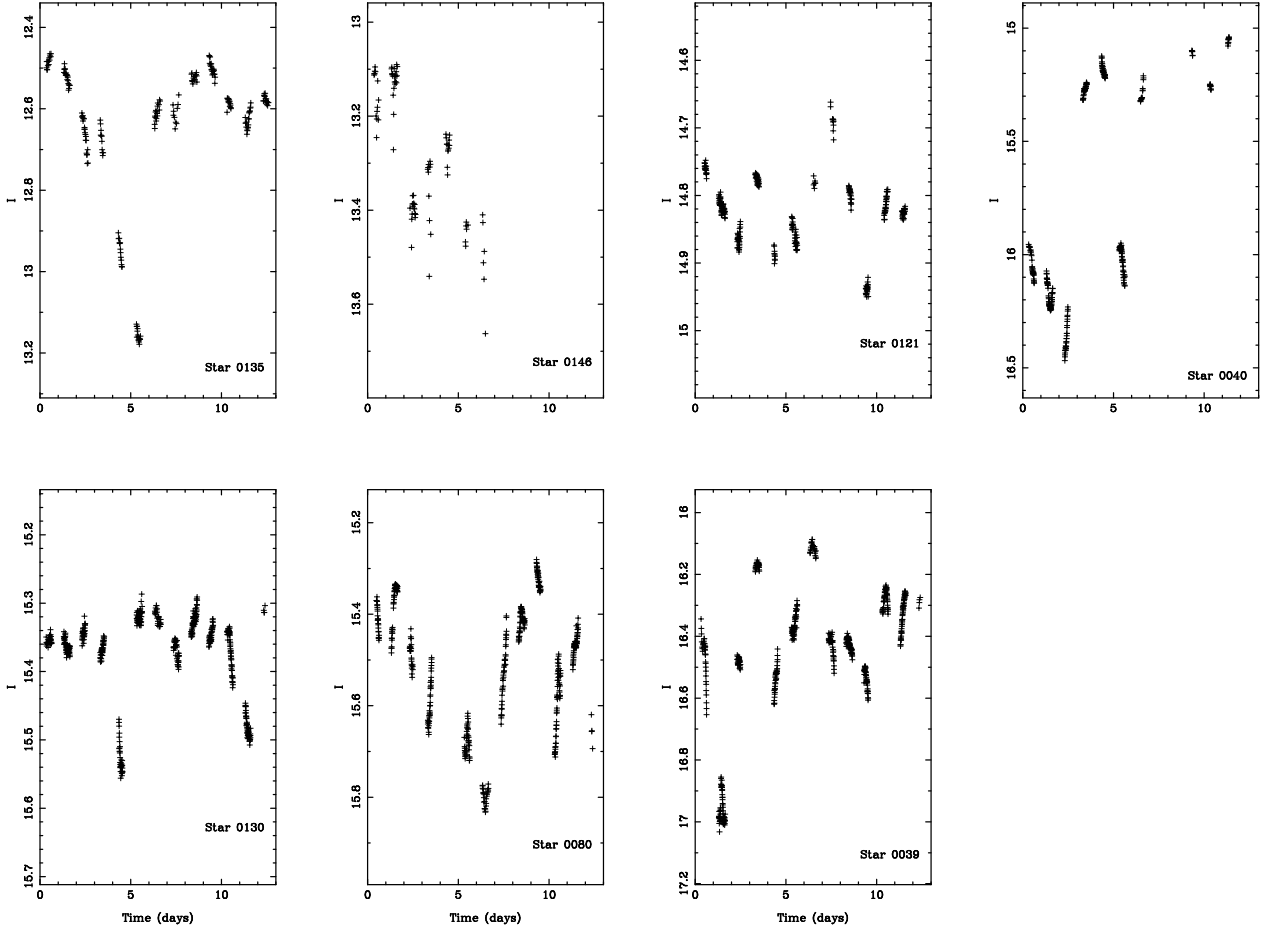 12.4
12.6
12.8
13
13.2
I
Star 0135
0 5 10
13
13.2
13.4
13.6
I
Star 0146
0 5 10
14.6
14.7
14.8
14.9
15
I
Star 0121
0 5 10
15
15.5
16
16.5
I
Star 0040
0 5 10
15.2
15.3
15.4
15.5
15.6
15.7
I
Star 0130
0 5 10
Time (days)
15.2
15.4
15.6
15.8
I
Star 0080
0 5 10
Time (days)
16
16.2
16.4
16.6
16.8
17
17.2
I
Star 0039
0 5 10
Time (days)